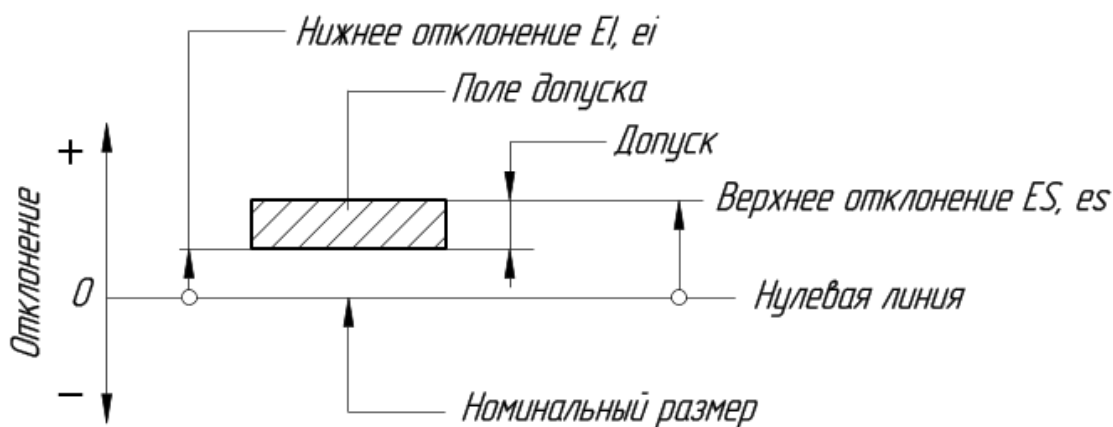 Нижнее отклонение EI, ei
Поле допуска
+
Допуск
Верхнее отклонение ES, es
Отклонение
0
Нулевая линия
−
Номинальный размер